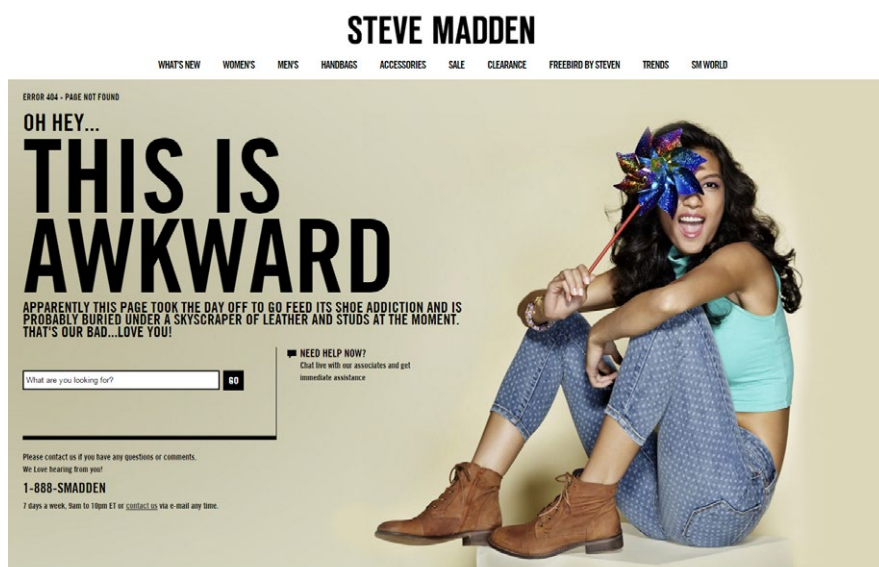 STEVE MADDEN
WHAT'S NEW WOMEN'S MEN'S HANDBAGS ACCESSORIES SALE CLEARANCE FREEBIRD BY STEVEN TRENDS SM WORLD
ERROR 404 - PAGE NOT FOUND
OH HEY...
THIS IS
AWKWARD
APPARENTLY THIS PAGE TOOK THE DAY OFF TO GO FEED ITS SHOE ADDICTION AND IS
PROBABLY BURIED UNDER A SKYSCRAPER OF LEATHER AND STUDS AT THE MOMENT.
THAT'S OUR BAD...LOVE YOU!
What are you looking for? GO
NEED HELP NOW?
Chat live with our associates and get
immediate assistance
Please contact us if you have any questions or comments.
We Love hearing from you!
1-888-SMADDEN
7 days a week, 9am to 10pm ET or contact us via e-mail any time.